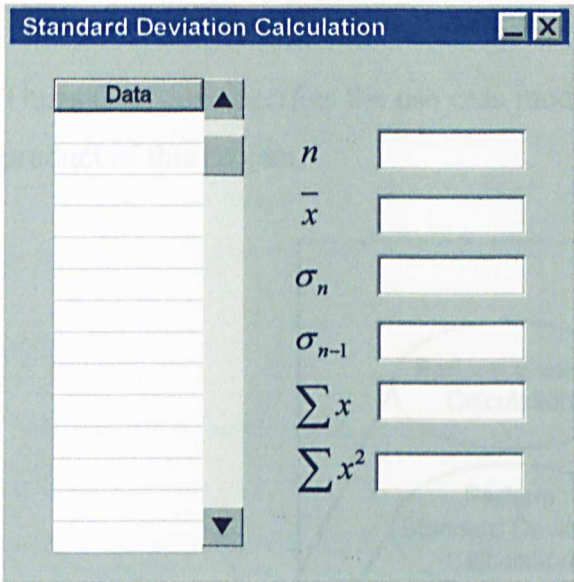 Standard Deviation Calculation
Data
n
x̄
σₙ
σₙ₋₁
∑x
∑x²